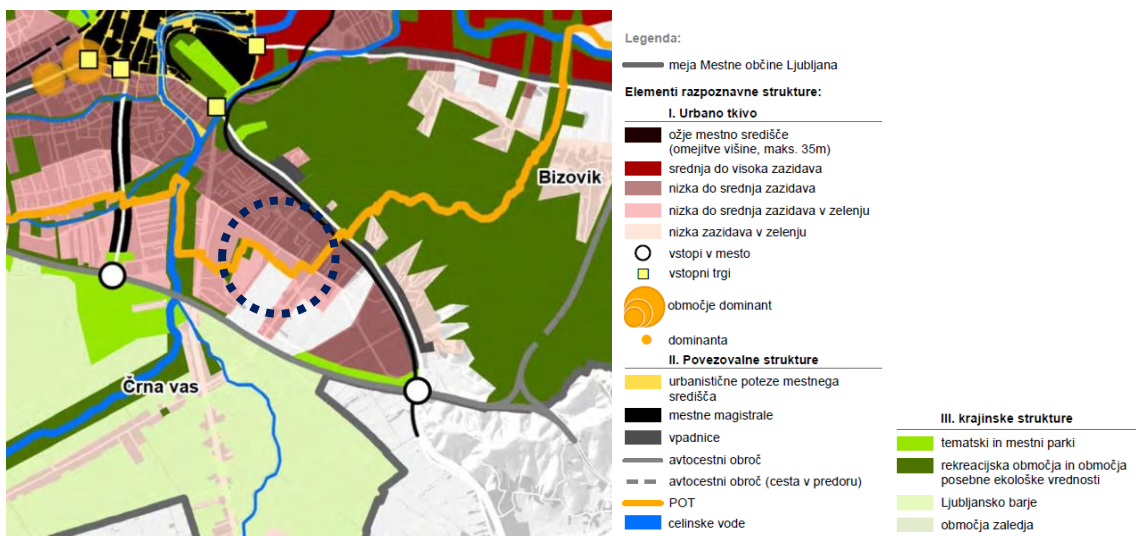 Bizovik
Črna vas
Legenda:
meja Mestne občine Ljubljana
Elementi razpoznavne strukture:
I. Urbano tkivo
ožje mestno središče
(omejitve višine, maks. 35m)
srednja do visoka zazidava
nizka do srednja zazidava
nizka do srednja zazidava v zelenju
nizka zazidava v zelenju
vstopi v mesto
vstopni trgi
območje dominant
dominanta
II. Povezovalne strukture
urbanistične poteze mestnega
središča
mestne magistrale
vpadnice
avtocestni obroč
avtocestni obroč (cesta v predoru)
POT
celinske vode
III. krajinske strukture
tematski in mestni parki
rekreacijska območja in območja
posebne ekološke vrednosti
Ljubljansko barje
območja zaledja